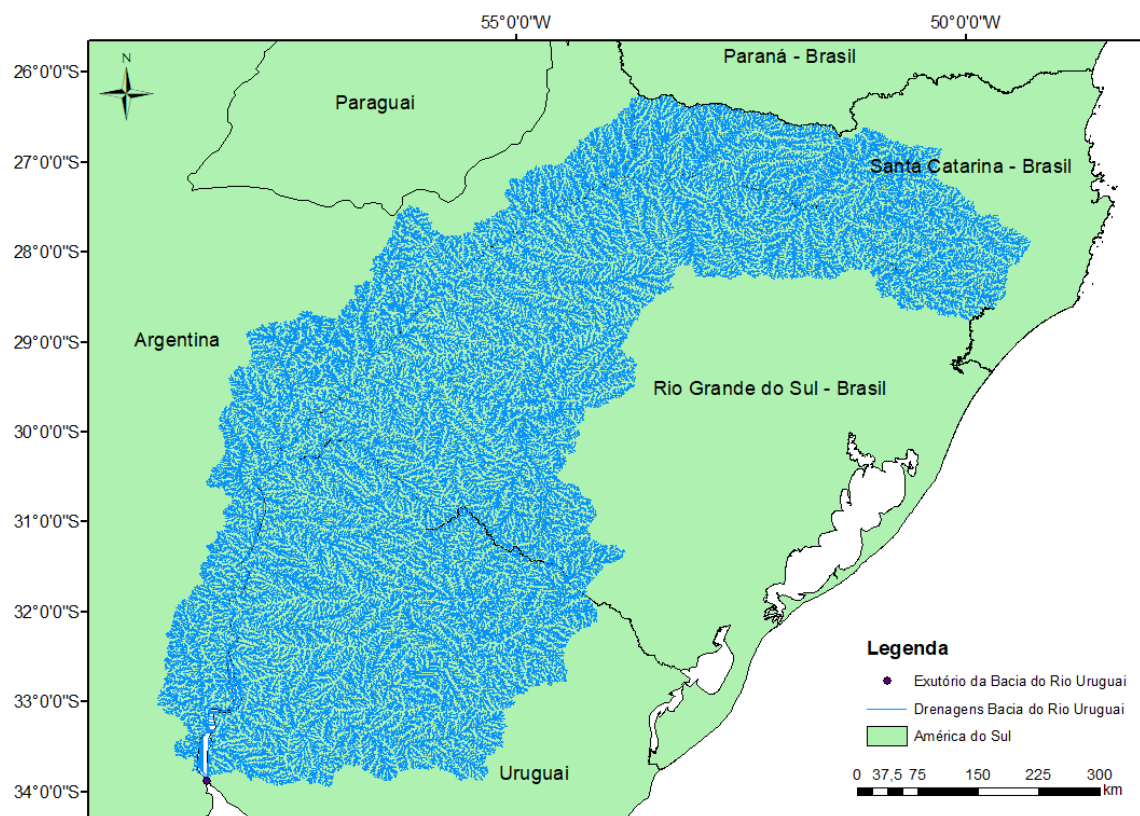 55°0'0"W
50°0'0"W
26°0'0"S
27°0'0"S
28°0'0"S
29°0'0"S
30°0'0"S
31°0'0"S
32°0'0"S
33°0'0"S
34°0'0"S
N
Paraná - Brasil
Paraguai
Santa Catarina - Brasil
Argentina
Rio Grande do Sul - Brasil
Uruguai
Legenda
Exutório da Bacia do Rio Uruguai
Drenagens Bacia do Rio Uruguai
América do Sul
0 37,5 75 150 225 300
km